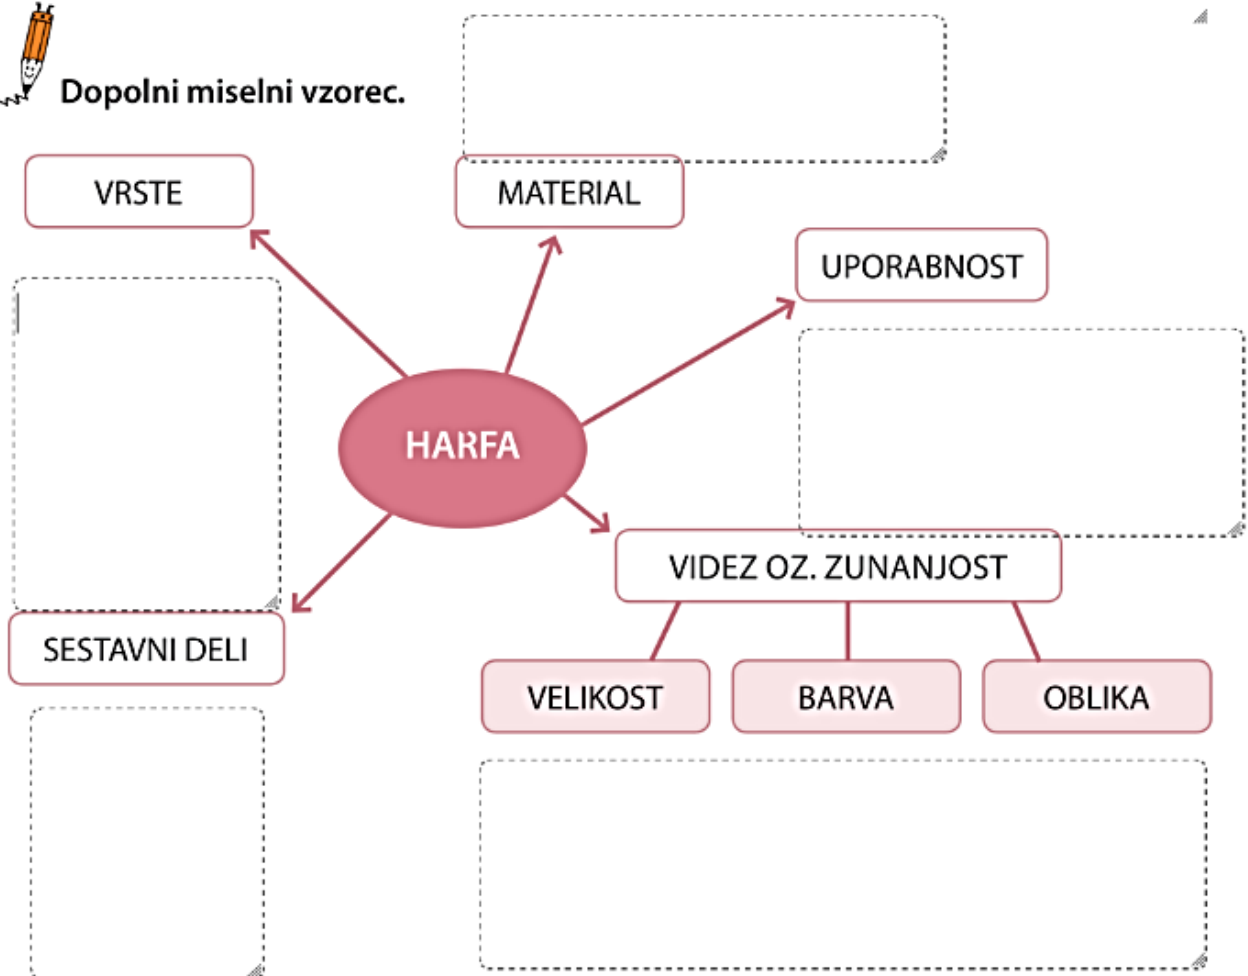 Dopolni miselni vzorec.
VRSTE
MATERIAL
UPORABNOST
HARFA
VIDEZ OZ. ZUNANJOST
SESTAVNI DELI
VELIKOST
BARVA
OBLIKA